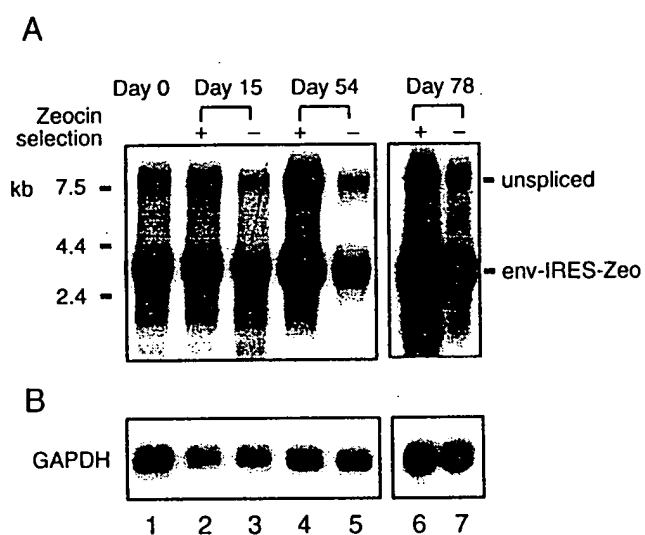 A
Day 0 Day 15 Day 54 Day 78
Zeocin
selection + − + − + −
kb 7.5 unspliced
4.4
env-IRES-Zeo
2.4
B
GAPDH
1 2 3 4 5 6 7